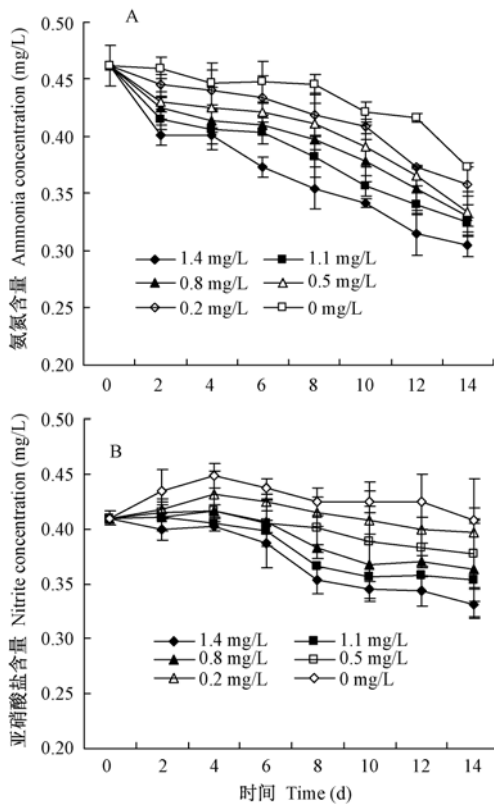 A
氨氮含量 Ammonia concentration (mg/L)
0.50
0.45
0.40
0.35
0.30
0.25
0.20
1.4 mg/L 1.1 mg/L
0.8 mg/L 0.5 mg/L
0.2 mg/L 0 mg/L
0 2 4 6 8 10 12 14
B
亚硝酸盐含量 Nitrite concentration (mg/L)
0.50
0.45
0.40
0.35
0.30
0.25
0.20
1.4 mg/L 1.1 mg/L
0.8 mg/L 0.5 mg/L
0.2 mg/L 0 mg/L
0 2 4 6 8 10 12 14
时间 Time (d)